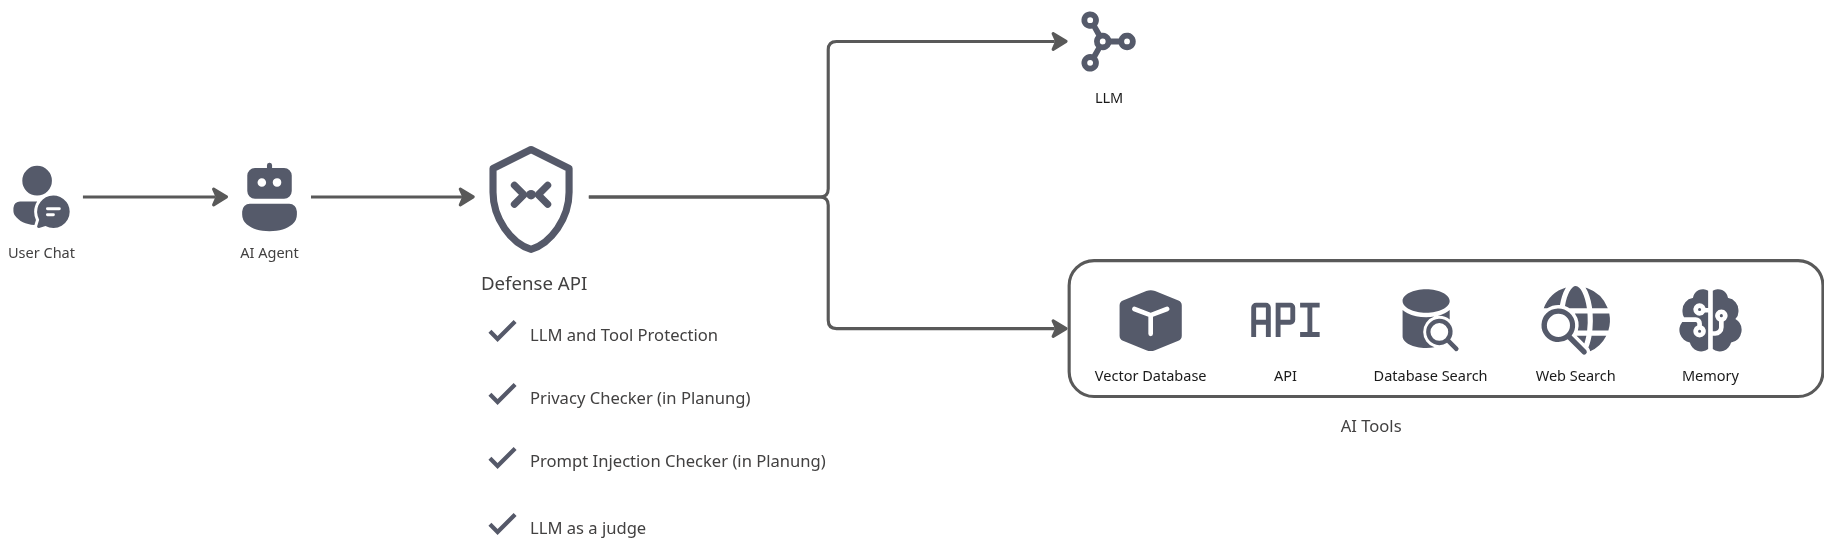 LLM
User Chat
AI Agent
Defense API
LLM and Tool Protection
Privacy Checker (in Planung)
Prompt Injection Checker (in Planung)
LLM as a judge
API
Vector Database
API
Database Search
Web Search
Memory
AI Tools